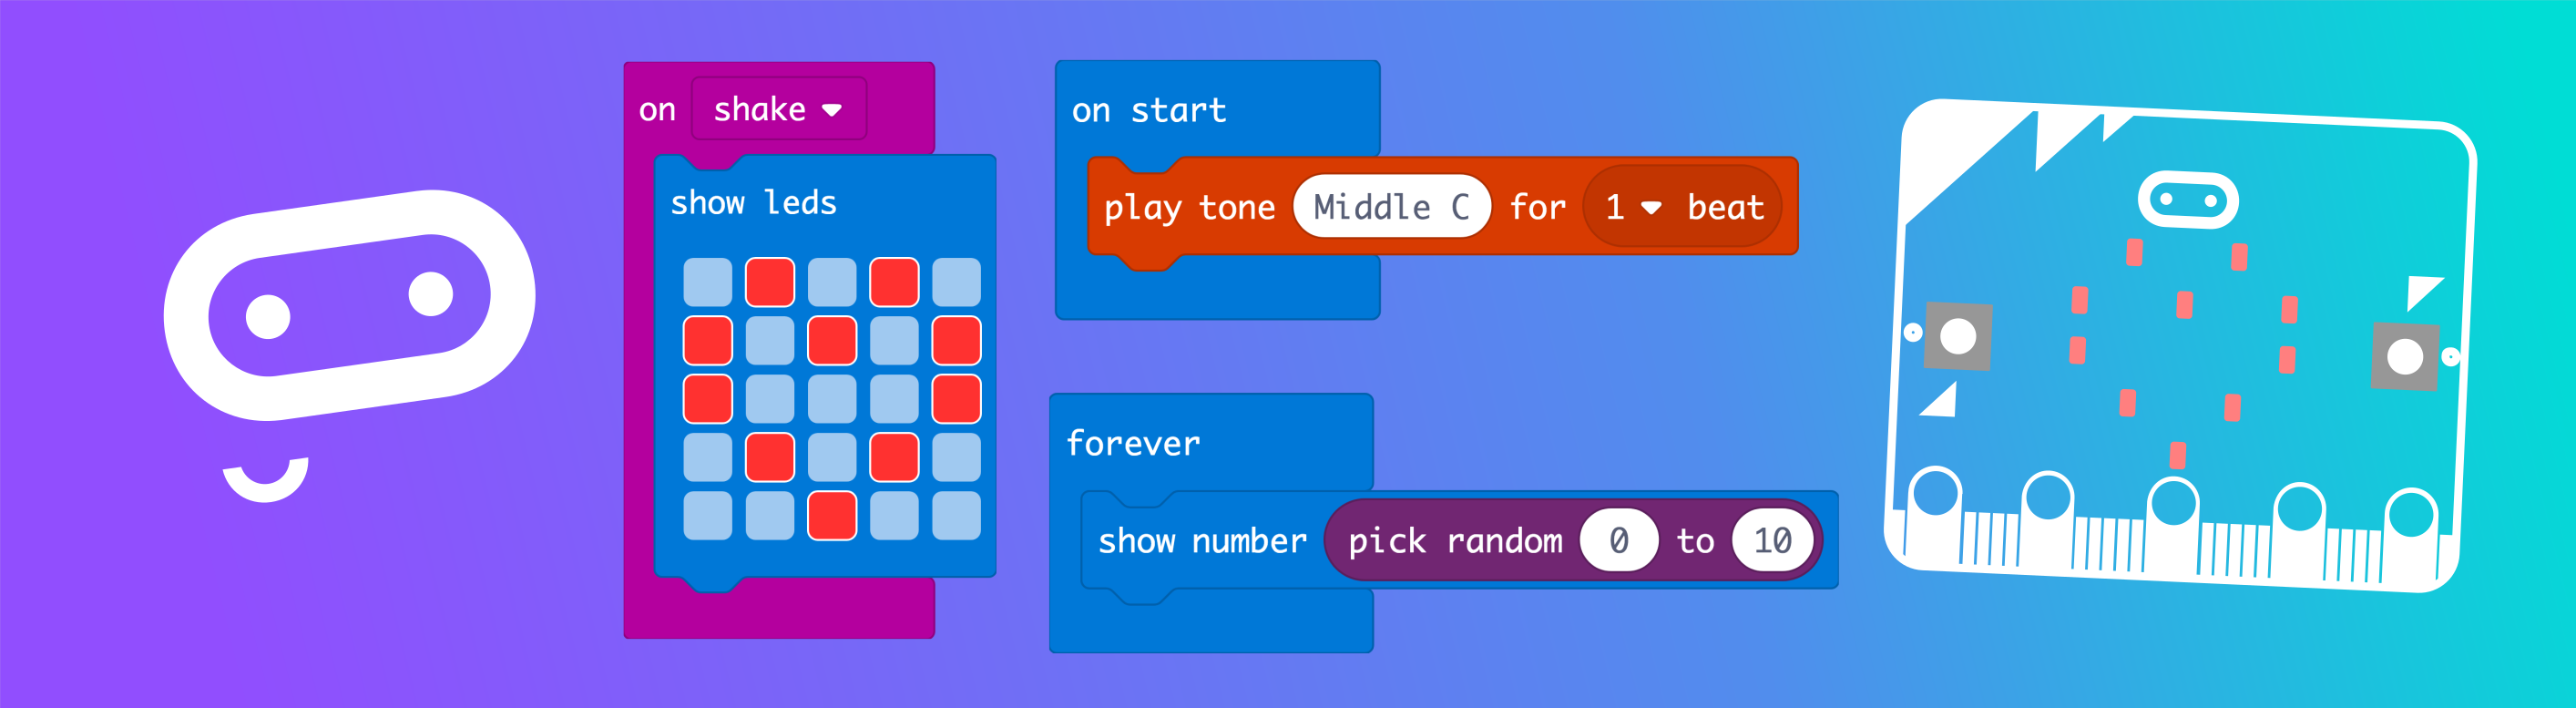 on shake
show leds
on start
play tone Middle C for 1 beat
forever
show number pick random 0 to 10